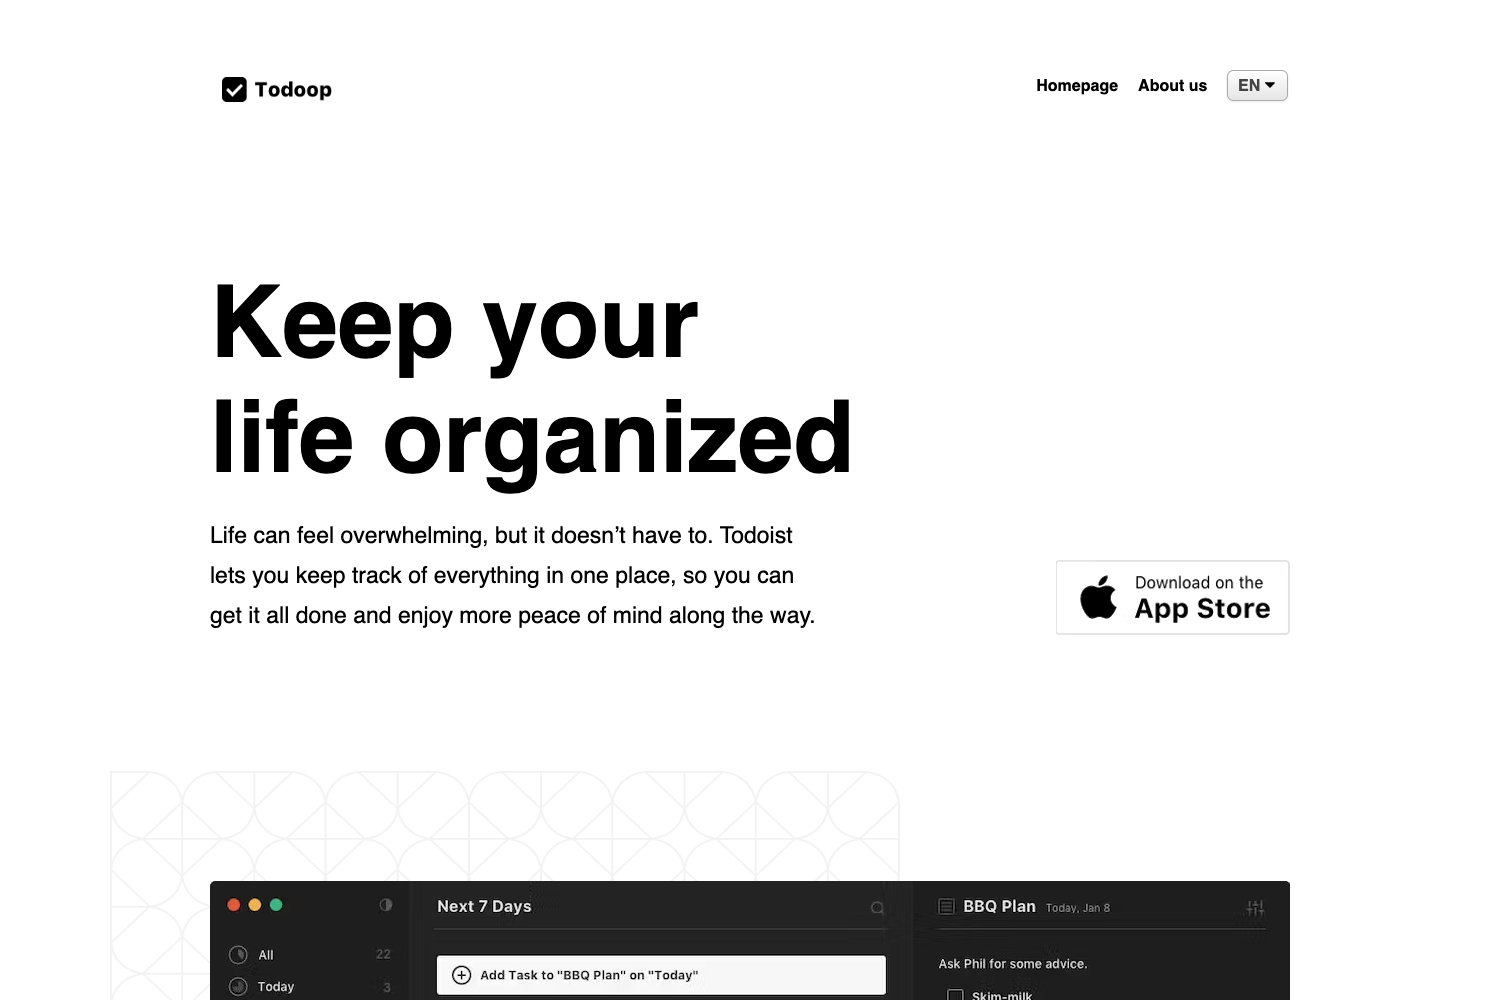 Todoop
Homepage
About us
EN
Keep your
life organized
Life can feel overwhelming, but it doesn’t have to. Todoist
lets you keep track of everything in one place, so you can
get it all done and enjoy more peace of mind along the way.
Download on the
App Store
Next 7 Days
BBQ Plan Today, Jan 8
All 22
Today 3
Add Task to "BBQ Plan" on "Today"
Ask Phil for some advice.
Skim-milk